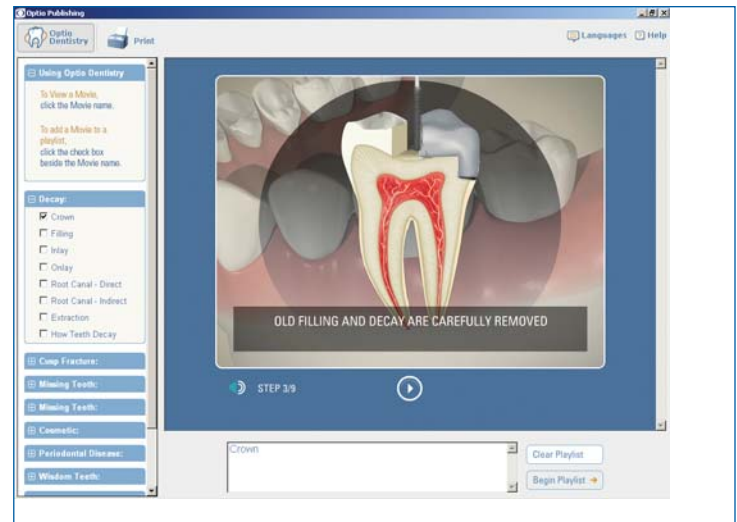 Optio Publishing
Optio
Dentistry
Print
Languages
Help
Using Optio Dentistry
To View a Movie,
click the Movie name.
To add a Movie to a
playlist,
click the check box
beside the Movie name.
Decay:
Crown
Filling
Inlay
Onlay
Root Canal - Direct
Root Canal - Indirect
Extraction
How Teeth Decay
Cusp Fracture:
Missing Teeth:
Missing Teeth:
Cosmetic:
Periodontal Disease:
Wisdom Teeth:
OLD FILLING AND DECAY ARE CAREFULLY REMOVED
STEP 3/9
Crown
Clear Playlist
Begin Playlist